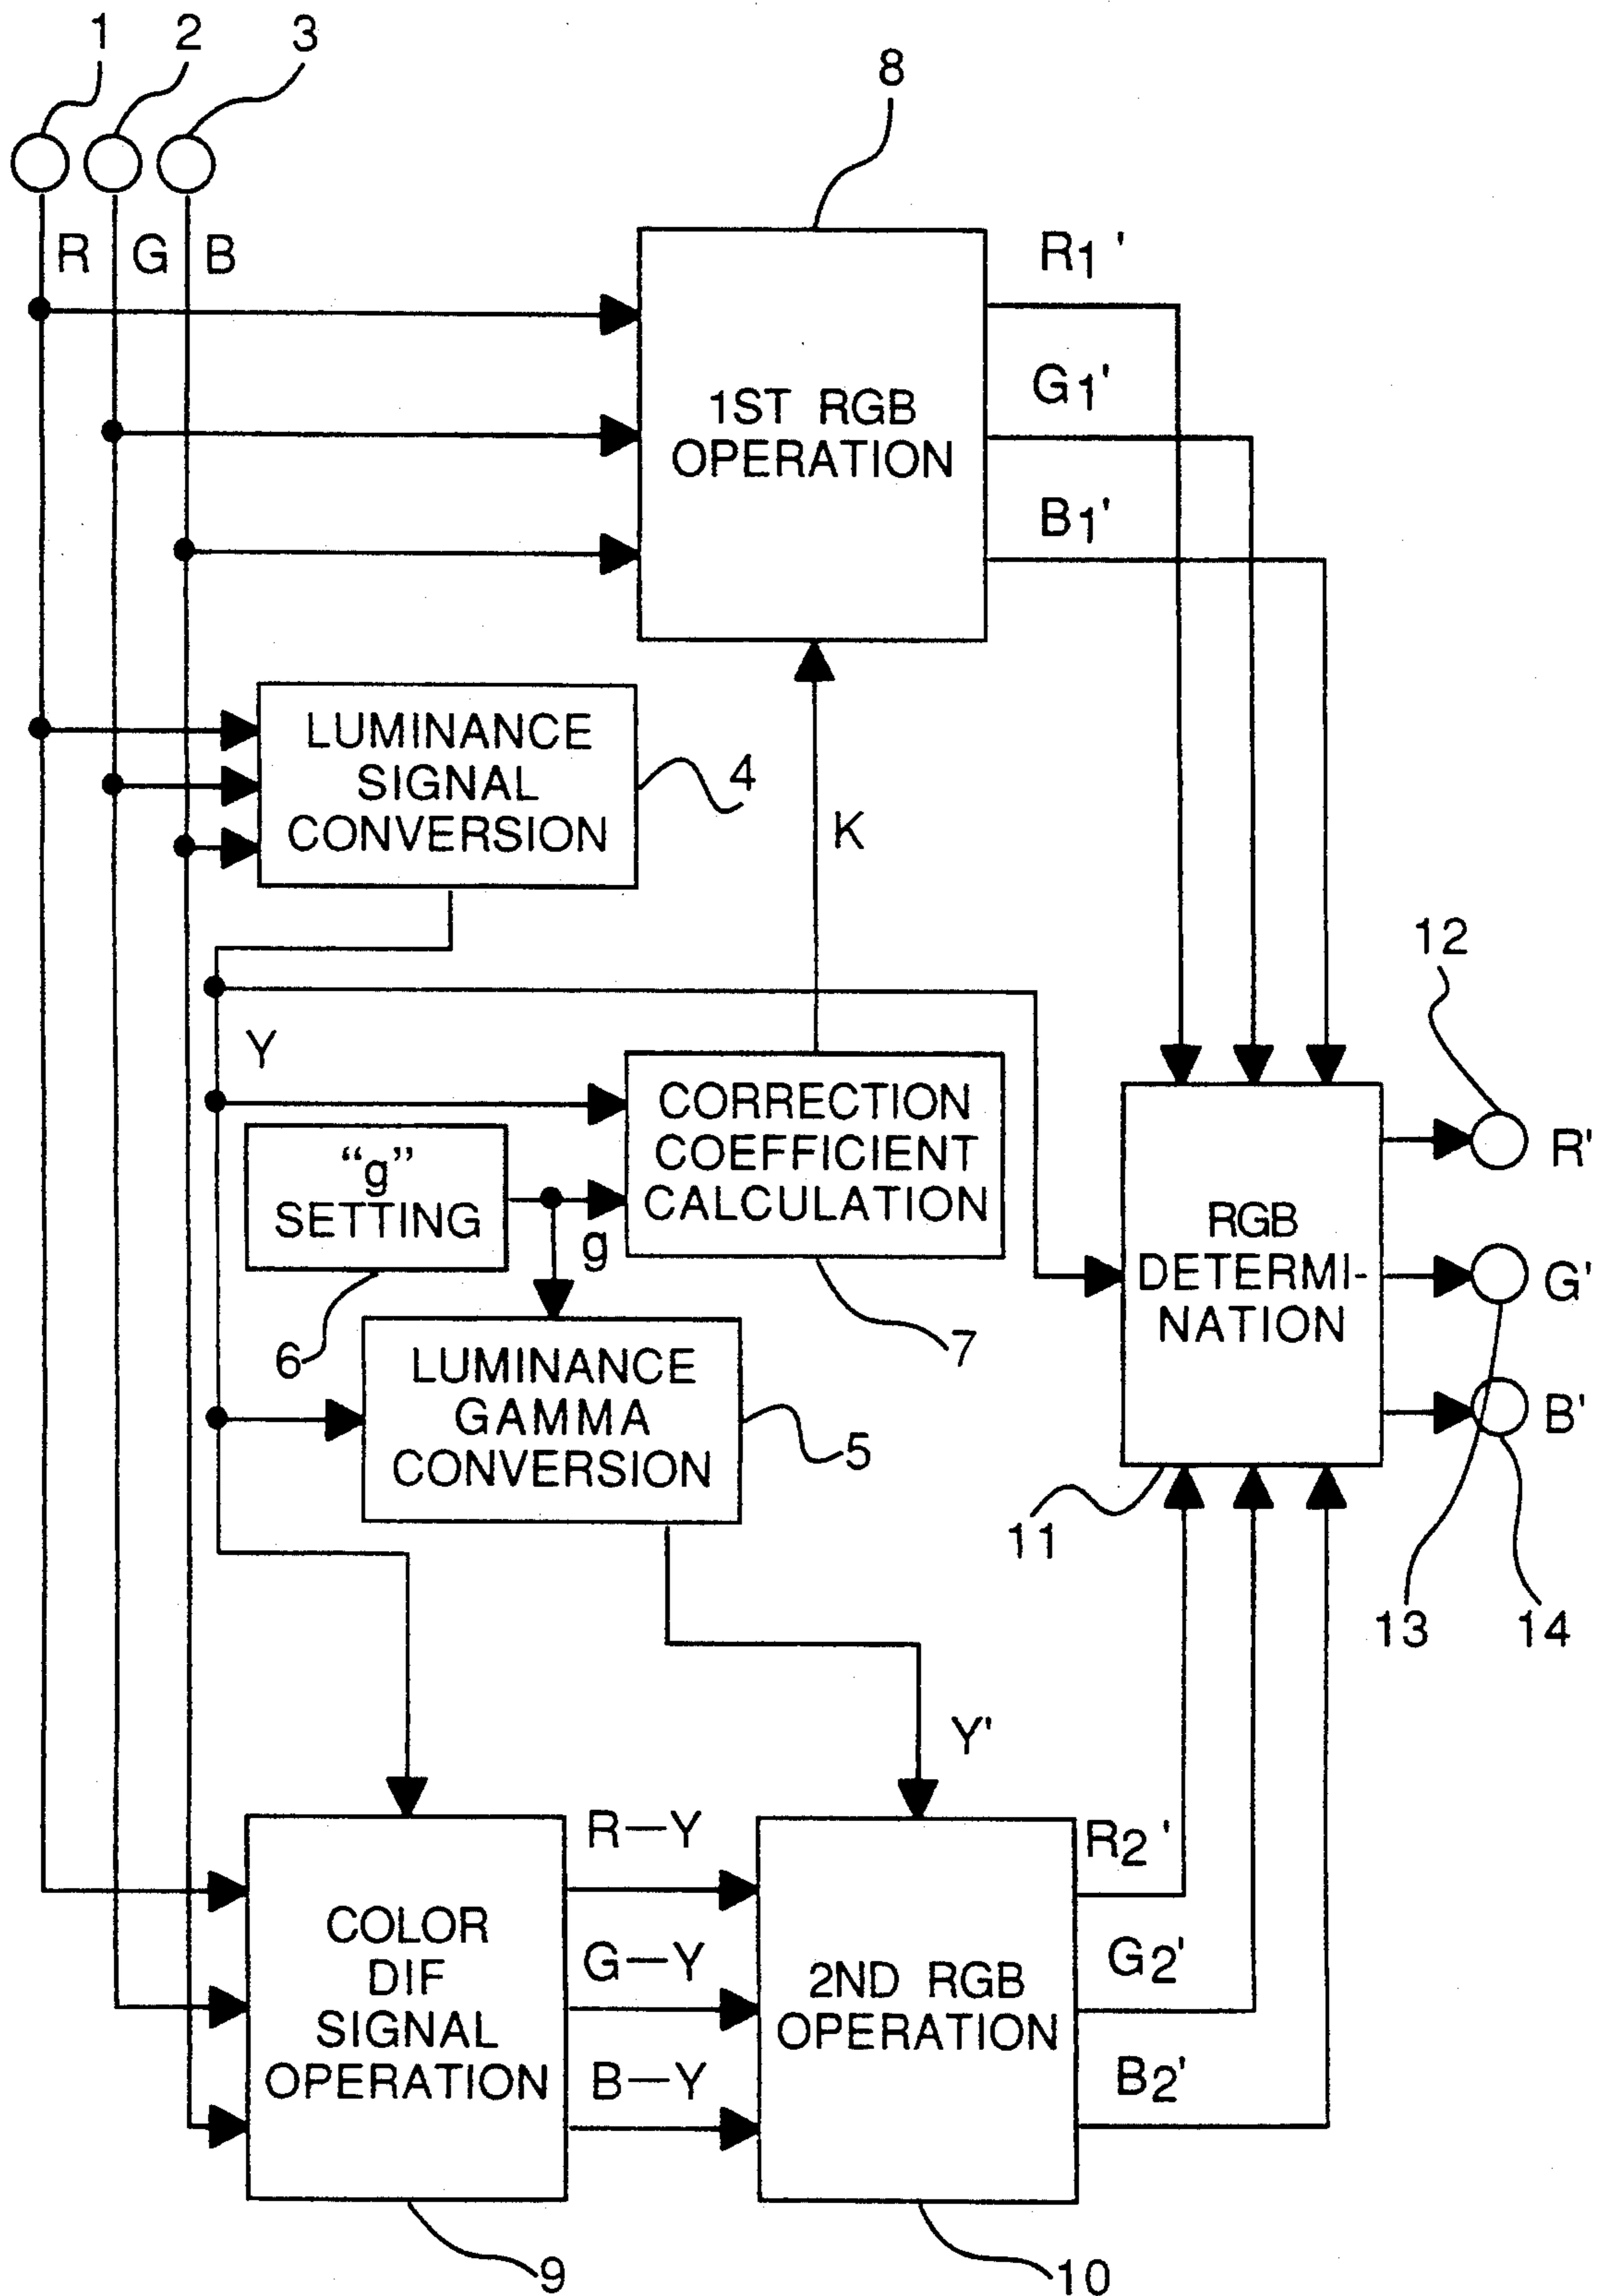 1 2 3
8
R G B
R1'
G1'
1ST RGB
OPERATION
B1'
LUMINANCE
SIGNAL
CONVERSION
4
K
12
Y
CORRECTION
COEFFICIENT
CALCULATION
"g"
SETTING
g
R'
RGB
DETERMI-
NATION
G'
6
7
LUMINANCE
GAMMA
CONVERSION
B'
5
11
13 14
Y'
R—Y
R2'
COLOR
DIF
SIGNAL
OPERATION
G—Y
G2'
2ND RGB
OPERATION
B—Y
B2'
9
10